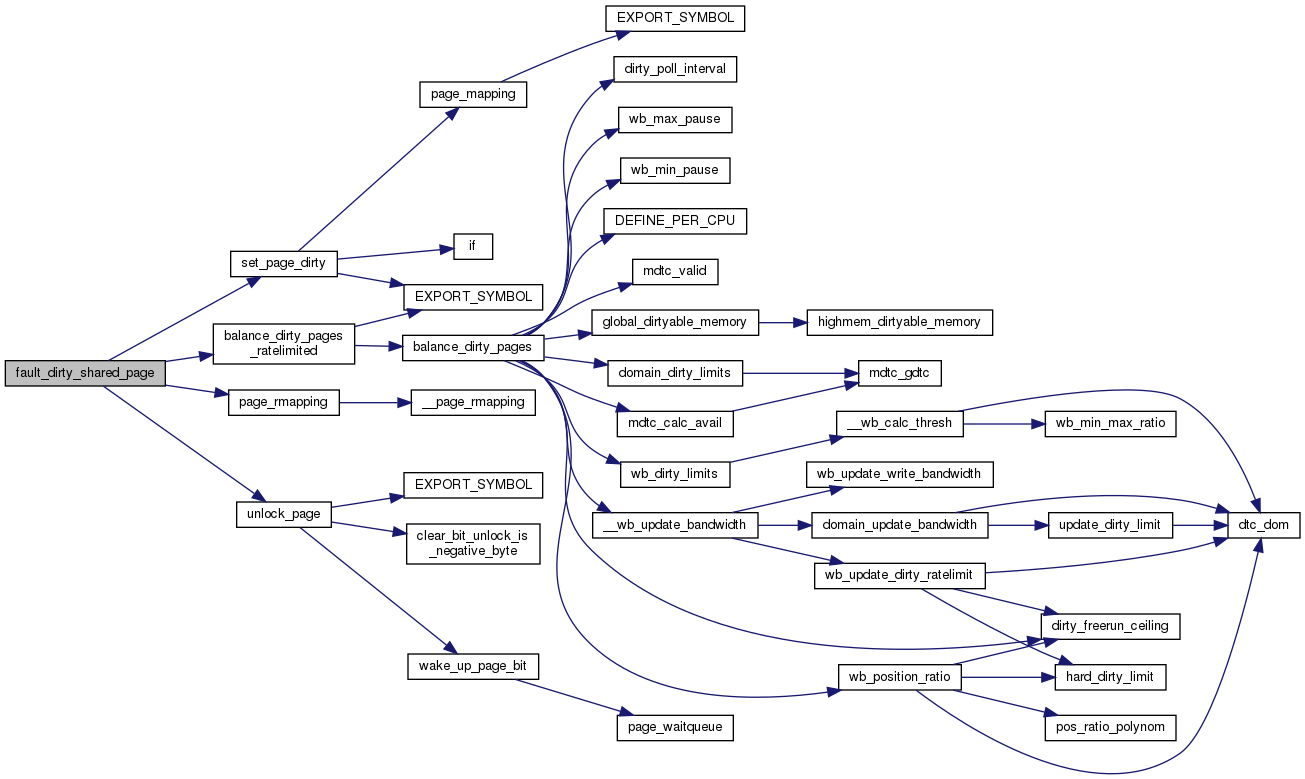 EXPORT_SYMBOL
dirty_poll_interval
page_mapping
wb_max_pause
wb_min_pause
DEFINE_PER_CPU
if
set_page_dirty
mdtc_valid
EXPORT_SYMBOL
global_dirtyable_memory
highmem_dirtyable_memory
balance_dirty_pages
_ratelimited
balance_dirty_pages
fault_dirty_shared_page
domain_dirty_limits
mdtc_gdtc
page_rmapping
__page_rmapping
mdtc_calc_avail
__wb_calc_thresh
wb_min_max_ratio
wb_dirty_limits
wb_update_write_bandwidth
EXPORT_SYMBOL
unlock_page
__wb_update_bandwidth
domain_update_bandwidth
update_dirty_limit
dtc_dom
clear_bit_unlock_is
_negative_byte
wb_update_dirty_ratelimit
dirty_freerun_ceiling
wake_up_page_bit
wb_position_ratio
hard_dirty_limit
page_waitqueue
pos_ratio_polynom